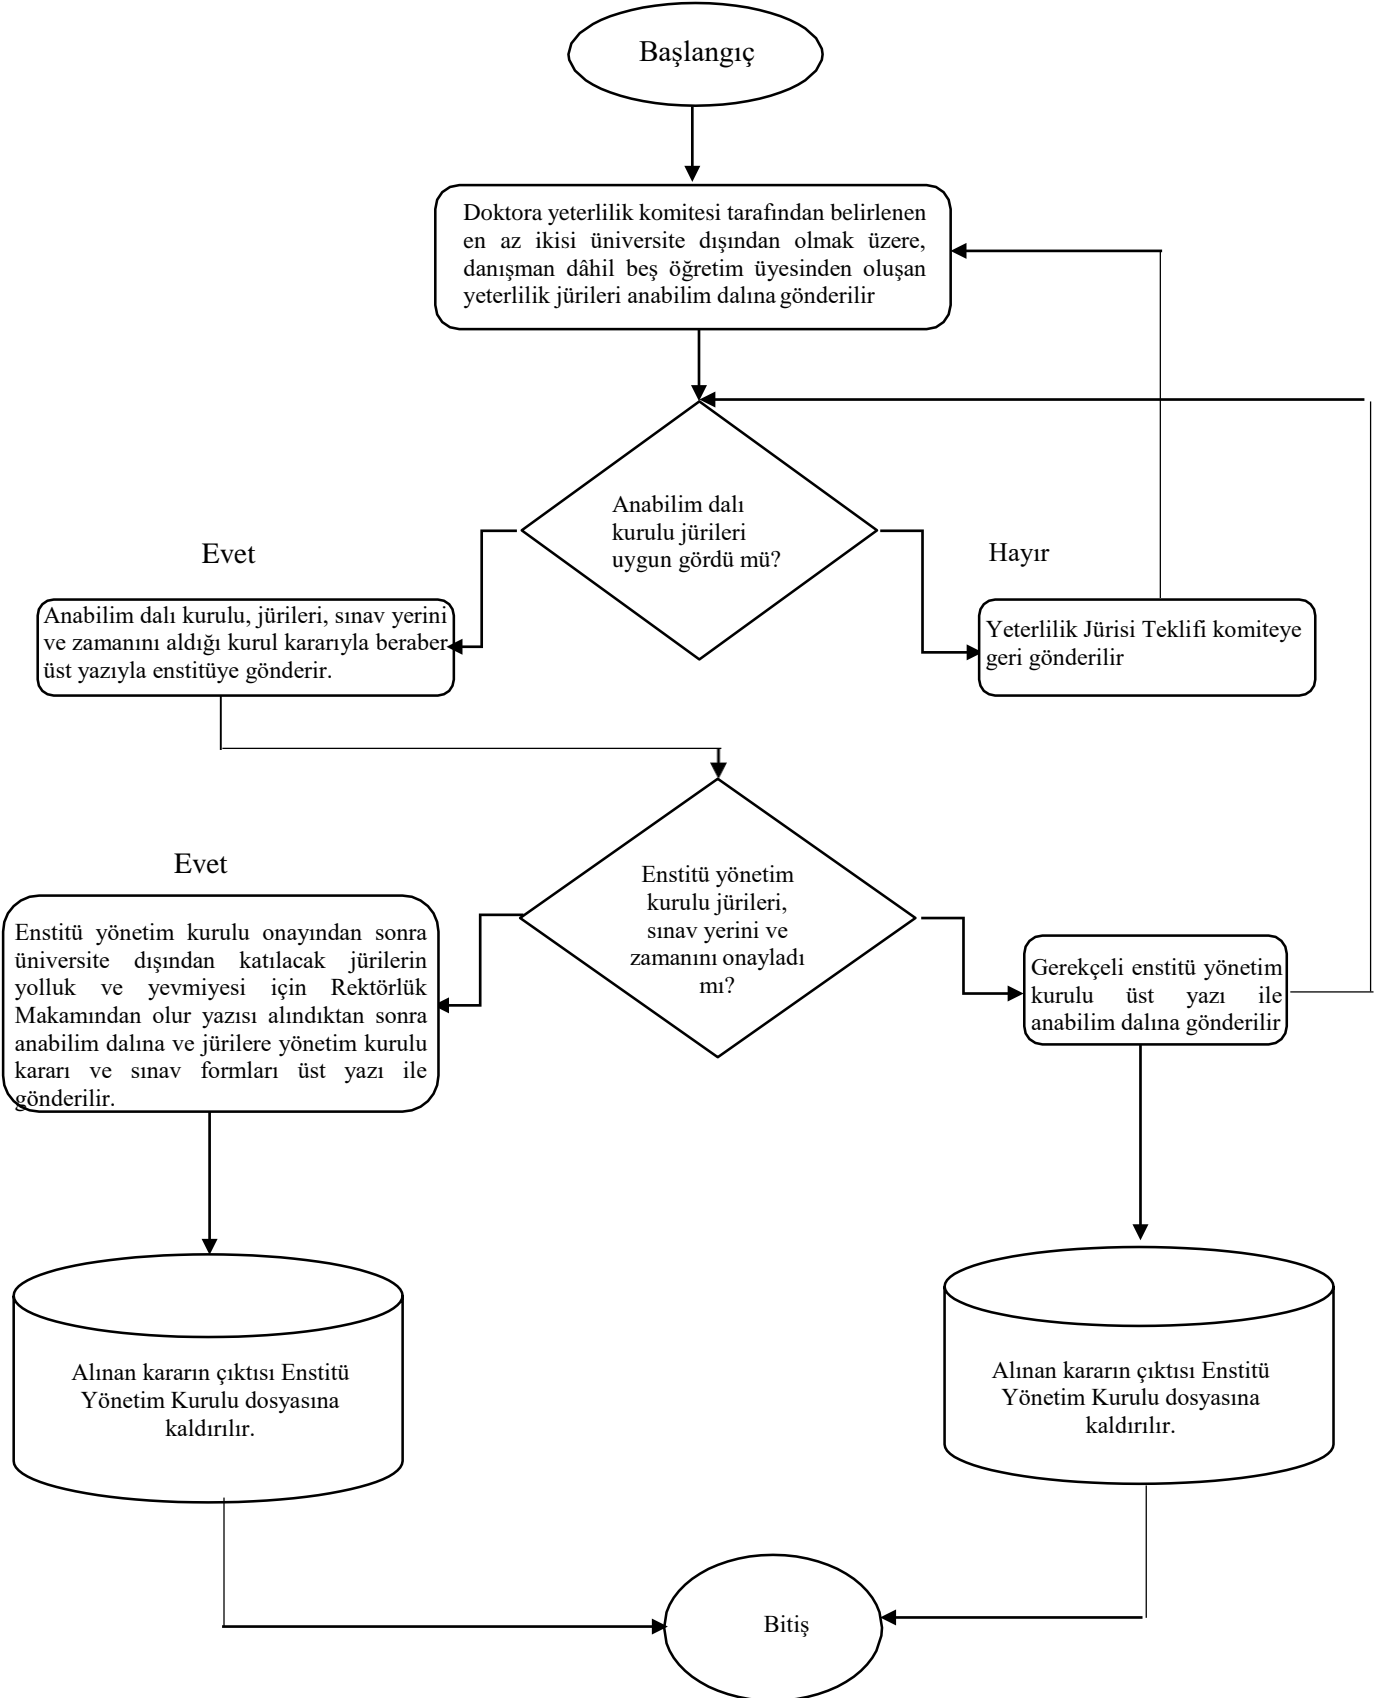 Başlangıç
Doktora yeterlilik komitesi tarafından belirlenen
en az ikisi üniversite dışından olmak üzere,
danışman dâhil beş öğretim üyesinden oluşan
yeterlilik jürileri anabilim dalına gönderilir
Anabilim dalı
kurulu jürileri
uygun gördü mü?
Evet
Hayır
Anabilim dalı kurulu, jürileri, sınav yerini
ve zamanını aldığı kurul kararıyla beraber
üst yazıyla enstitüye gönderir.
Yeterlilik Jürisi Teklifi komiteye
geri gönderilir
Evet
Enstitü yönetim
kurulu jürileri,
sınav yerini ve
zamanını onayladı
mı?
Enstitü yönetim kurulu onayından sonra
üniversite dışından katılacak jürilerin
yolluk ve yevmiyesi için Rektörlük
Makamından olur yazısı alındıktan sonra
anabilim dalına ve jürilere yönetim kurulu
kararı ve sınav formları üst yazı ile
gönderilir.
Gerekçeli enstitü yönetim
kurulu üst yazı ile
anabilim dalına gönderilir
Alınan kararın çıktısı Enstitü
Yönetim Kurulu dosyasına
kaldırılır.
Alınan kararın çıktısı Enstitü
Yönetim Kurulu dosyasına
kaldırılır.
Bitiş